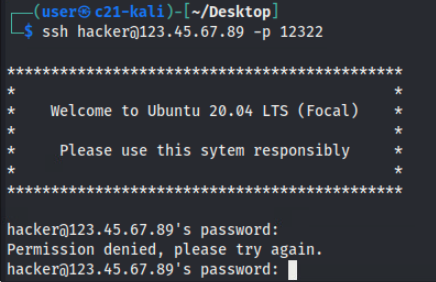 ┌──(user㉿c21-kali)-[~/Desktop]
└─$ ssh hacker@123.45.67.89 -p 12322
*********************************************
* *
* Welcome to Ubuntu 20.04 LTS (Focal) *
* *
* Please use this sytem responsibly *
* *
*********************************************
hacker@123.45.67.89's password:
Permission denied, please try again.
hacker@123.45.67.89's password: